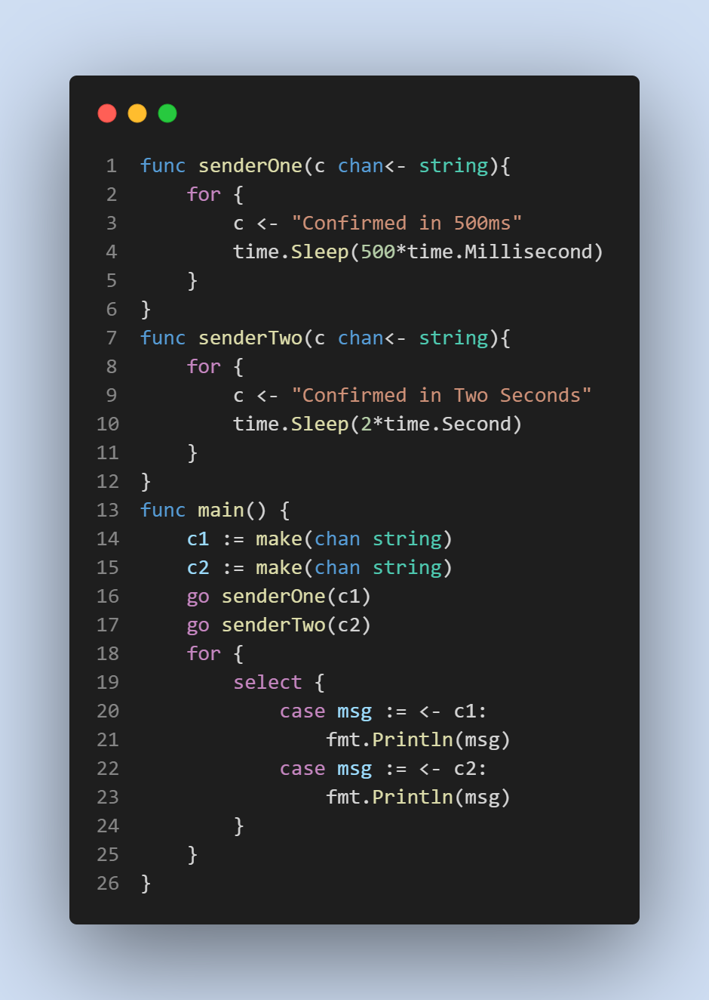 1 func senderOne(c chan<- string){
2     for {
3         c <- "Confirmed in 500ms"
4         time.Sleep(500*time.Millisecond)
5     }
6 }
7 func senderTwo(c chan<- string){
8     for {
9         c <- "Confirmed in Two Seconds"
10         time.Sleep(2*time.Second)
11     }
12 }
13 func main() {
14     c1 := make(chan string)
15     c2 := make(chan string)
16     go senderOne(c1)
17     go senderTwo(c2)
18     for {
19         select {
20             case msg := <- c1:
21                 fmt.Println(msg)
22             case msg := <- c2:
23                 fmt.Println(msg)
24         }
25     }
26 }